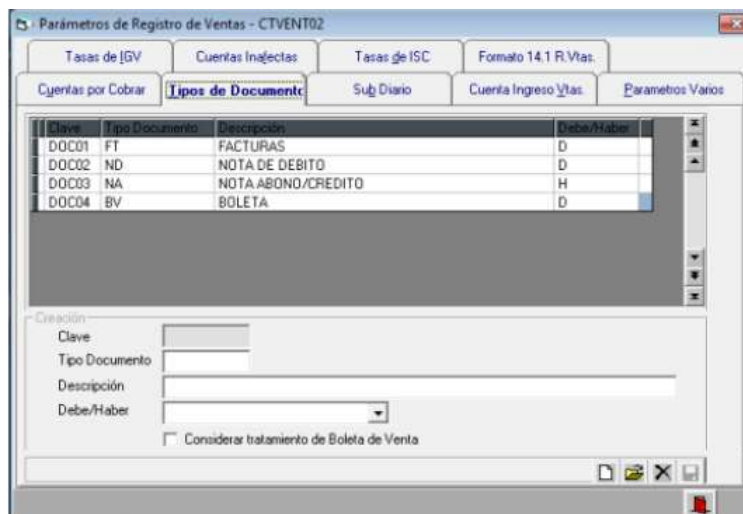 Parámetros de Registro de Ventas - CTVENT02
Tasas de IGV Cuentas Inafectas Tasas de ISC Formato 14.1 R.Vtas.
Cuentas por Cobrar Tipos de Documento Sub Diario Cuenta Ingreso Vtas. Parametros Varios
Clave Tipo Documento Descripción Debe/Haber
DOC01 FT FACTURAS D
DOC02 ND NOTA DE DEBITO D
DOC03 NA NOTA ABONO/CREDITO H
DOC04 BV BOLETA D
Creación
Clave
Tipo Documento
Descripción
Debe/Haber
Considerar tratamiento de Boleta de Venta